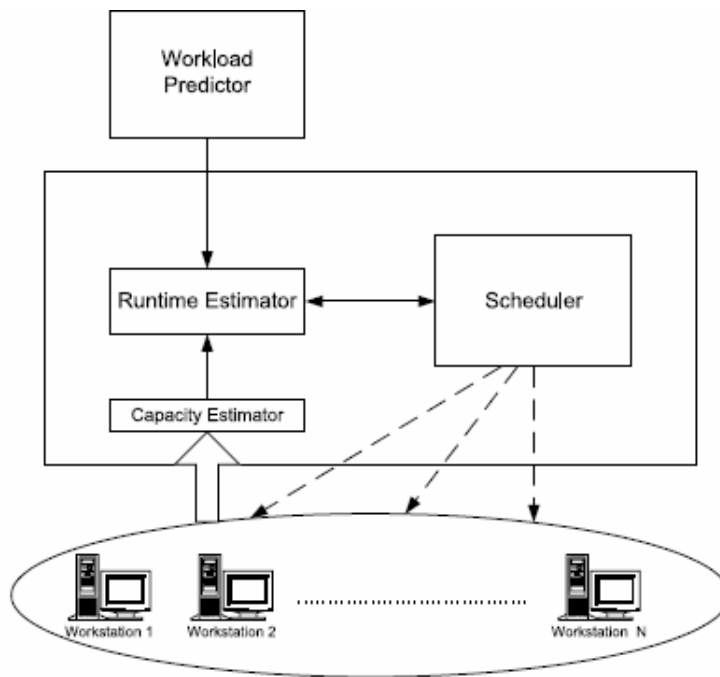 Workload
Predictor
Runtime Estimator
Scheduler
Capacity Estimator
Workstation 1
Workstation 2
Workstation N